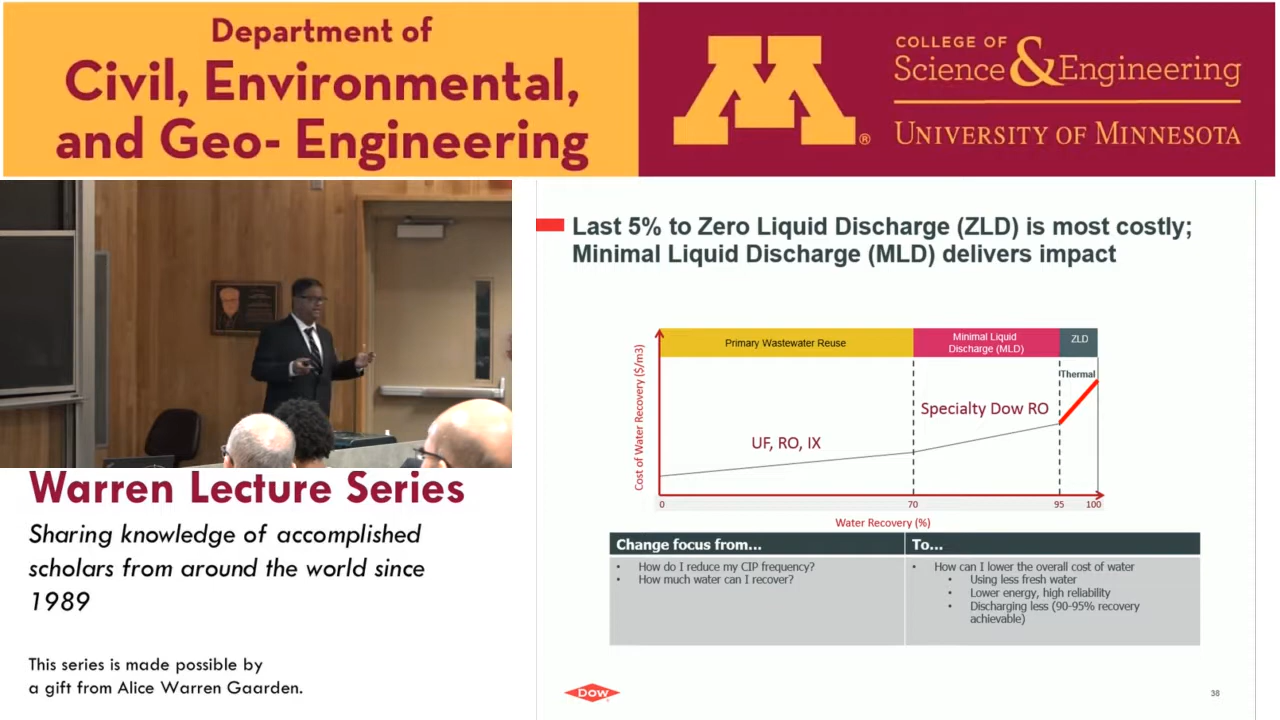 Department of
Civil, Environmental,
and Geo- Engineering
M®
COLLEGE OF
Science & Engineering
UNIVERSITY OF MINNESOTA
Warren Lecture Series
Sharing knowledge of accomplished
scholars from around the world since
1989
This series is made possible by
a gift from Alice Warren Gaarden.
Last 5% to Zero Liquid Discharge (ZLD) is most costly;
Minimal Liquid Discharge (MLD) delivers impact
Cost of Water Recovery ($/m3)
Primary Wastewater Reuse
Minimal Liquid
Discharge (MLD)
ZLD
Thermal
Specialty Dow RO
UF, RO, IX
0 70 95 100
Water Recovery (%)
Change focus from... To...
• How do I reduce my CIP frequency?
• How much water can I recover?
• How can I lower the overall cost of water
• Using less fresh water
• Lower energy, high reliability
• Discharging less (90-95% recovery
achievable)
Dow
38